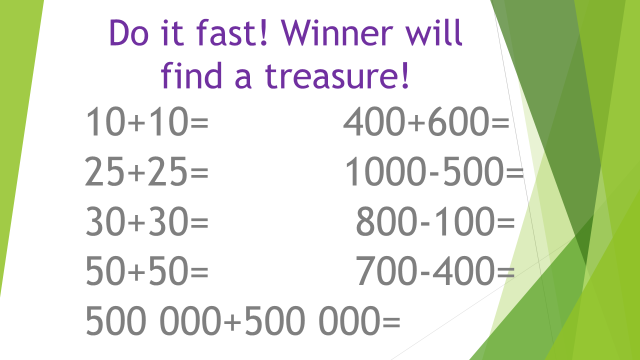 Do it fast! Winner will
find a treasure!
10+10= 400+600=
25+25= 1000-500=
30+30= 800-100=
50+50= 700-400=
500 000+500 000=